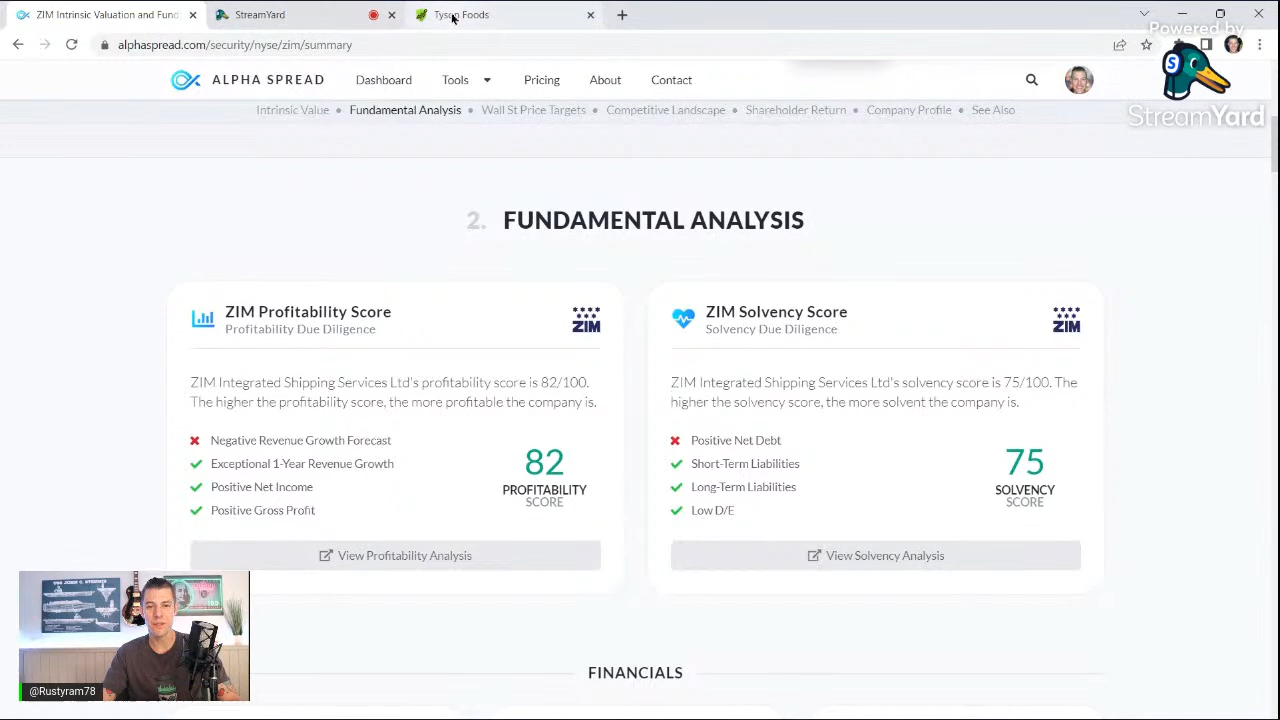 ZIM Intrinsic Valuation and Fund
StreamYard
Tyson Foods
alphaspread.com/security/nyse/zim/summary
Powered by
StreamYard
ALPHA SPREAD
Dashboard
Tools
Pricing
About
Contact
Intrinsic Value • Fundamental Analysis • Wall St Price Targets • Competitive Landscape • Shareholder Return • Company Profile • See Also
2. FUNDAMENTAL ANALYSIS
ZIM Profitability Score
Profitability Due Diligence
ZIM
ZIM Integrated Shipping Services Ltd's profitability score is 82/100.
The higher the profitability score, the more profitable the company is.
Negative Revenue Growth Forecast
Exceptional 1-Year Revenue Growth
Positive Net Income
Positive Gross Profit
82
PROFITABILITY
SCORE
View Profitability Analysis
ZIM Solvency Score
Solvency Due Diligence
ZIM
ZIM Integrated Shipping Services Ltd's solvency score is 75/100. The
higher the solvency score, the more solvent the company is.
Positive Net Debt
Short-Term Liabilities
Long-Term Liabilities
Low D/E
75
SOLVENCY
SCORE
View Solvency Analysis
@Rustyram78
FINANCIALS